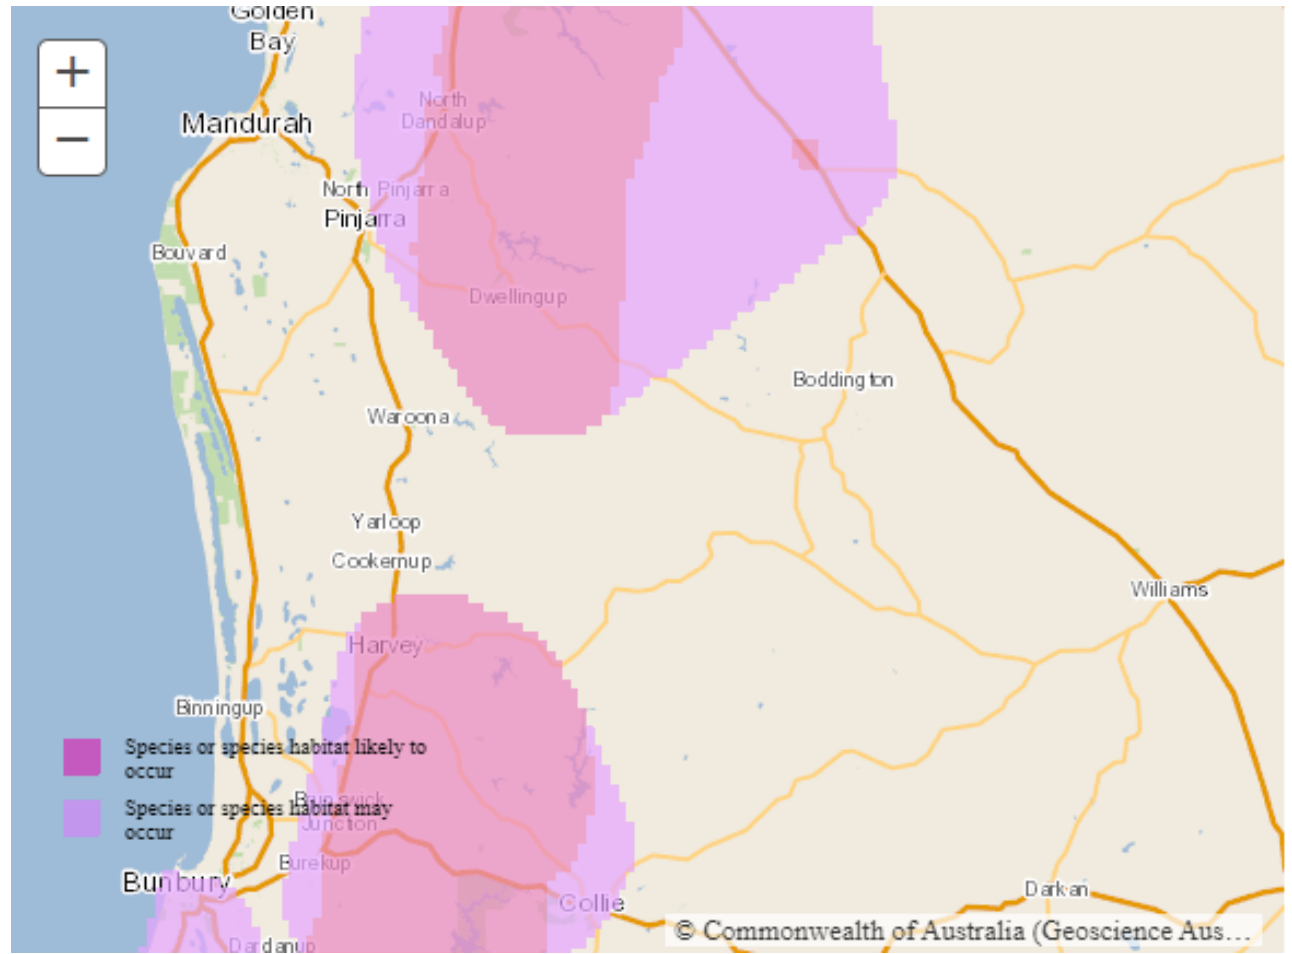 Golden
Bay
+
−
Mandurah
North
Dandalup
North Pinjarra
Pinjarra
Bouvard
Dwellingup
Boddington
Waroona
Yarloop
Cookernup
Williams
Harvey
Binningup
Species or species habitat likely to
occur
Species or species habitat may
occur
Brunswick
Junction
Burekup
Bunbury
Collie
Darkan
Dardanup
© Commonwealth of Australia (Geoscience Aus…